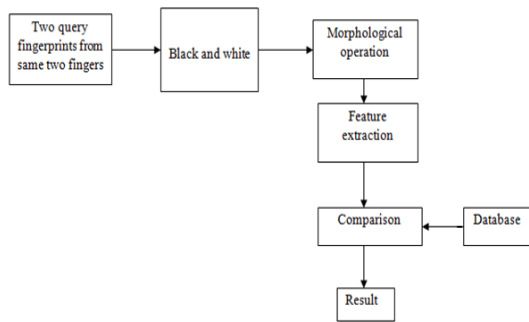 Two query
fingerprints from
same two fingers
Black and white
Morphological
operation
Feature
extraction
Comparison
Database
Result